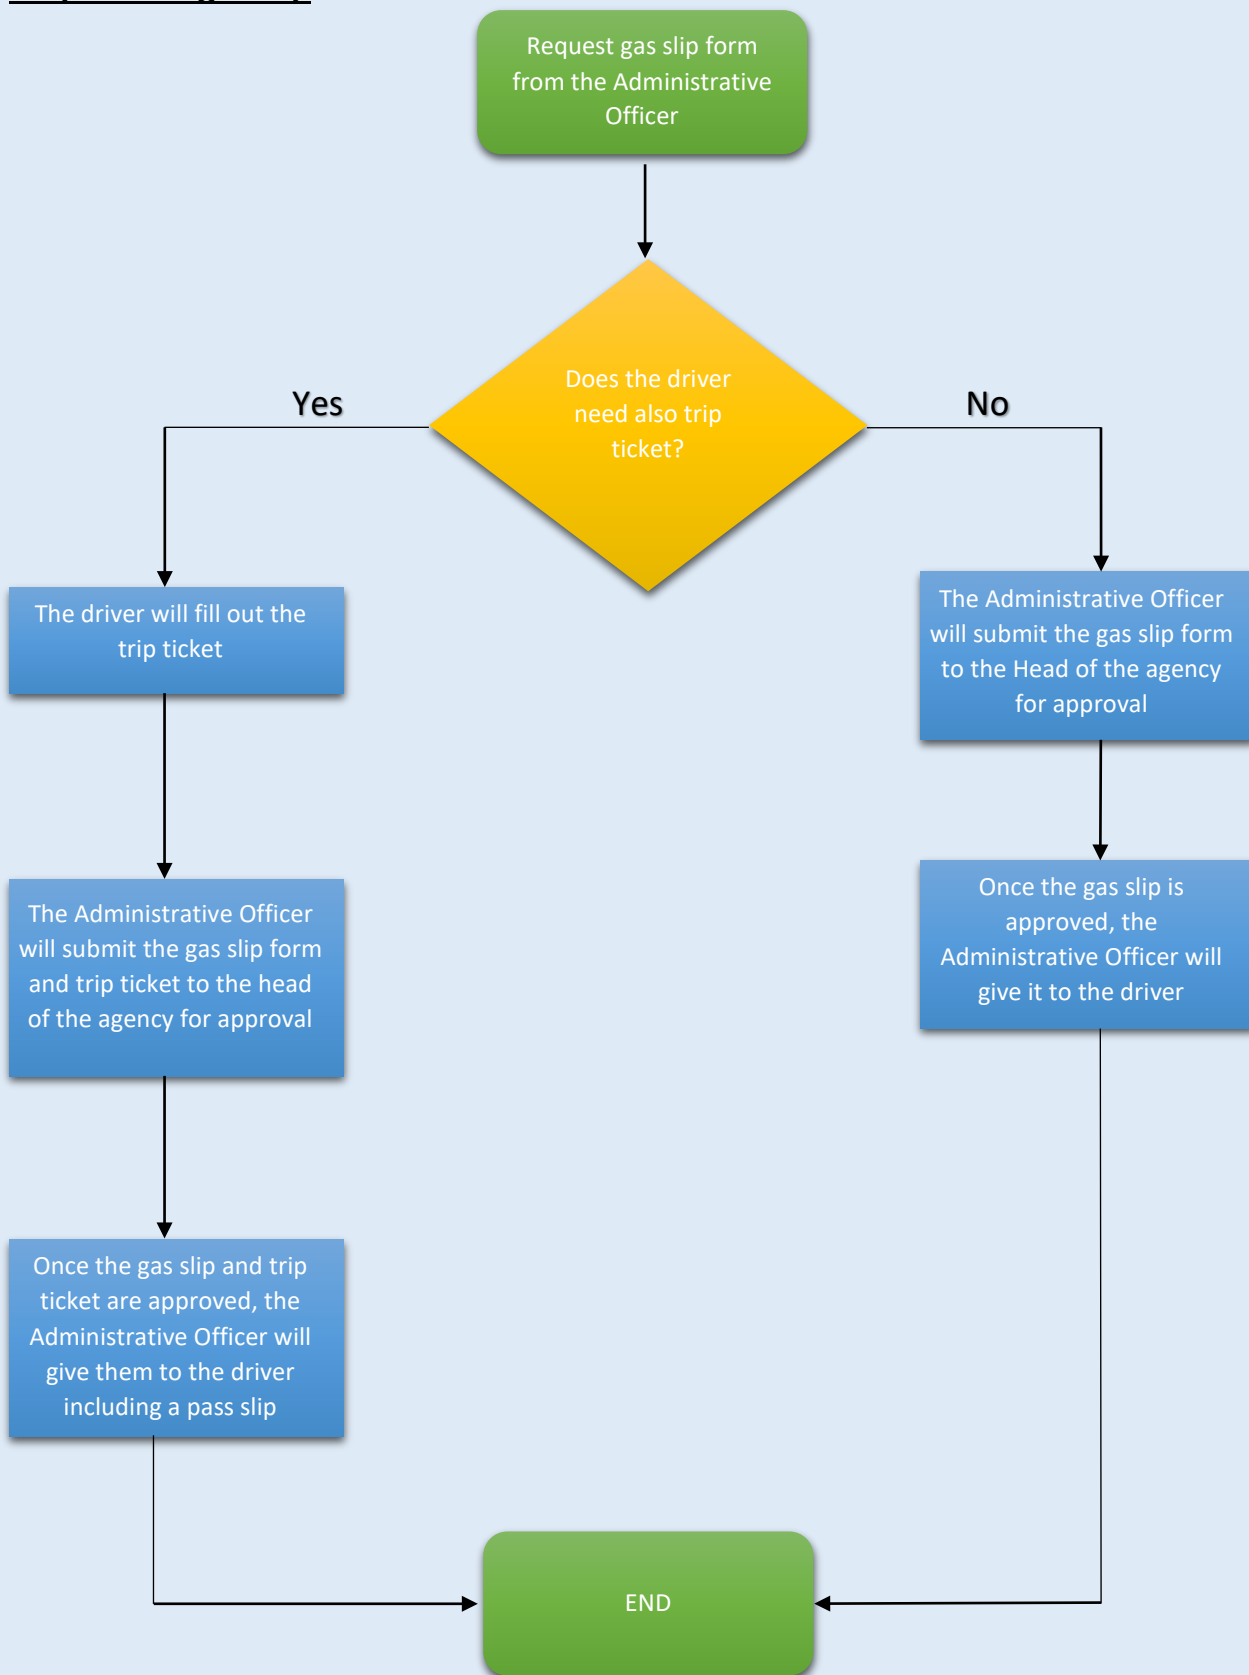 Request gas slip form
from the Administrative
Officer
Does the driver
need also trip
ticket?
Yes
No
The driver will fill out the
trip ticket
The Administrative Officer
will submit the gas slip form
to the Head of the agency
for approval
The Administrative Officer
will submit the gas slip form
and trip ticket to the head
of the agency for approval
Once the gas slip is
approved, the
Administrative Officer will
give it to the driver
Once the gas slip and trip
ticket are approved, the
Administrative Officer will
give them to the driver
including a pass slip
END